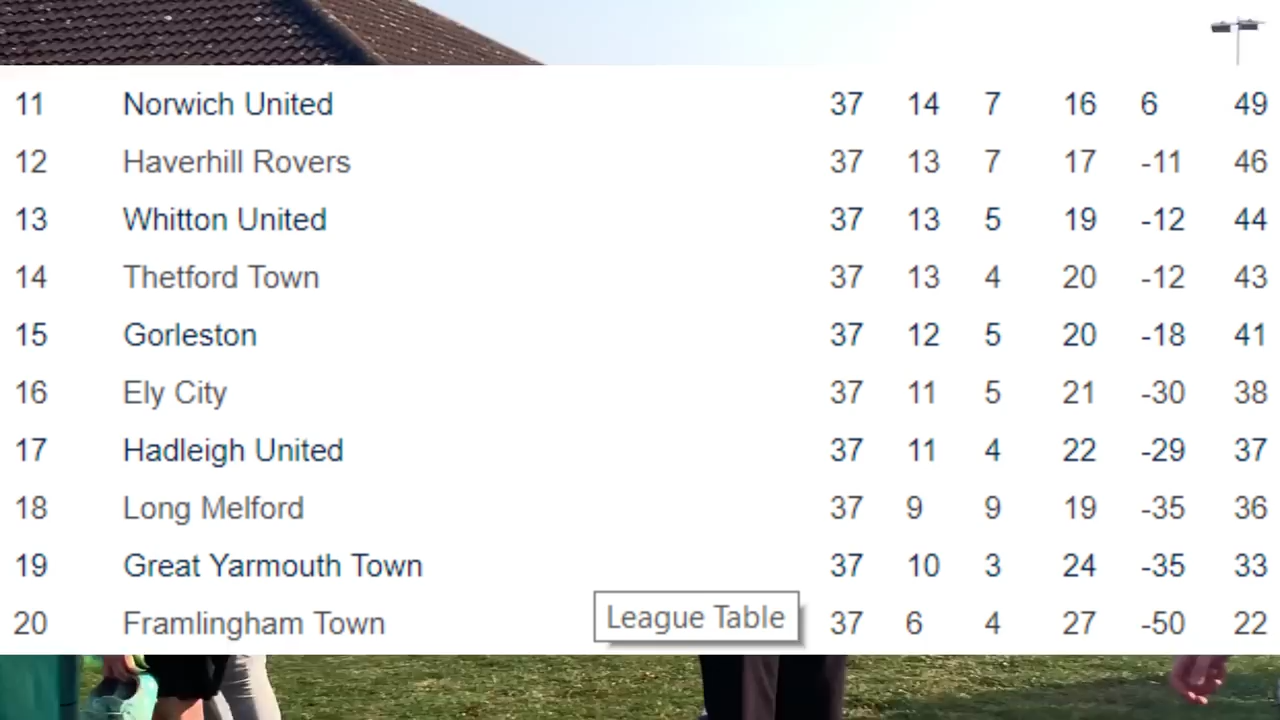 11 Norwich United 37 14 7 16 6 49
12 Haverhill Rovers 37 13 7 17 -11 46
13 Whitton United 37 13 5 19 -12 44
14 Thetford Town 37 13 4 20 -12 43
15 Gorleston 37 12 5 20 -18 41
16 Ely City 37 11 5 21 -30 38
17 Hadleigh United 37 11 4 22 -29 37
18 Long Melford 37 9 9 19 -35 36
19 Great Yarmouth Town 37 10 3 24 -35 33
20 Framlingham Town 37 6 4 27 -50 22
League Table